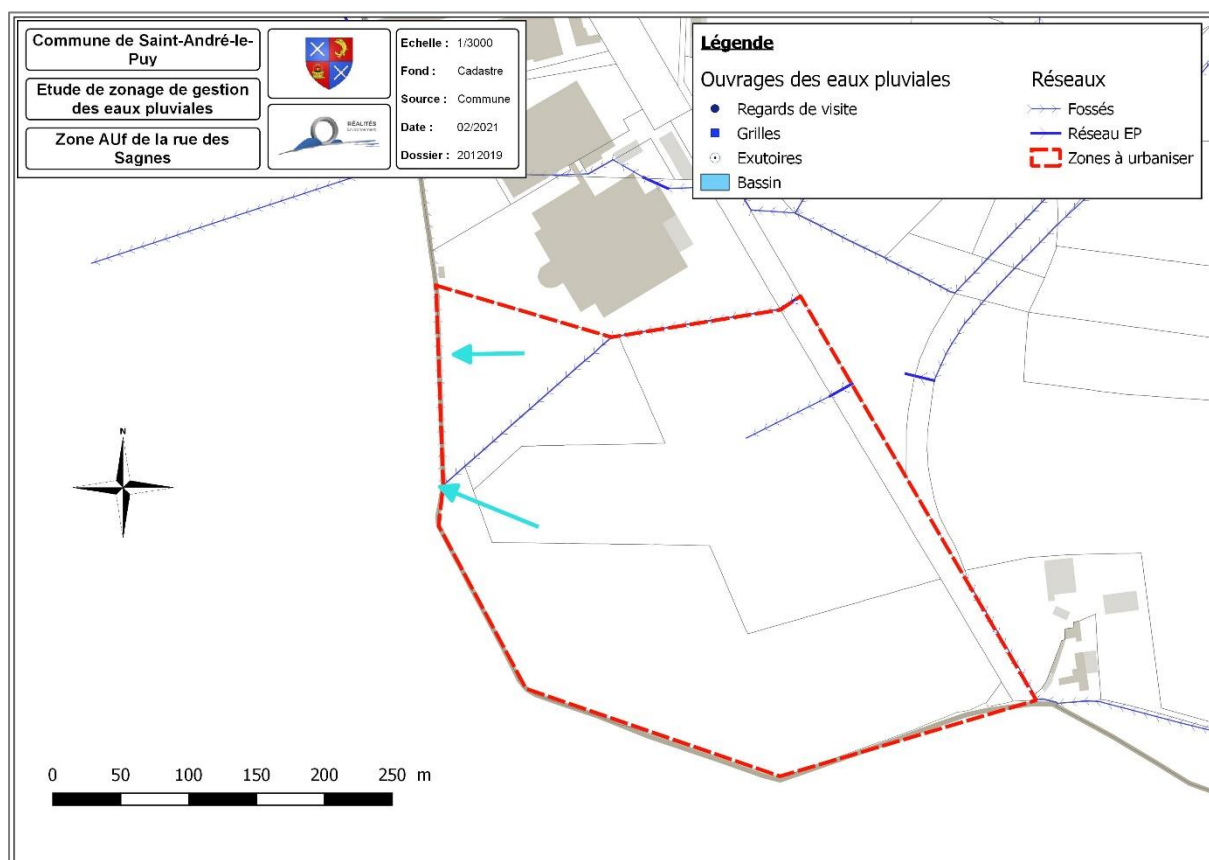 Commune de Saint-André-le-
Puy
Etude de zonage de gestion
des eaux pluviales
Zone AUf de la rue des
Sagnes
RÉALITÉS
Environnement
Echelle : 1/3000
Fond : Cadastre
Source : Commune
Date : 02/2021
Dossier : 2012019
Légende
Ouvrages des eaux pluviales
Regards de visite
Grilles
Exutoires
Bassin
Réseaux
Fossés
Réseau EP
Zones à urbaniser
N
0 50 100 150 200 250 m